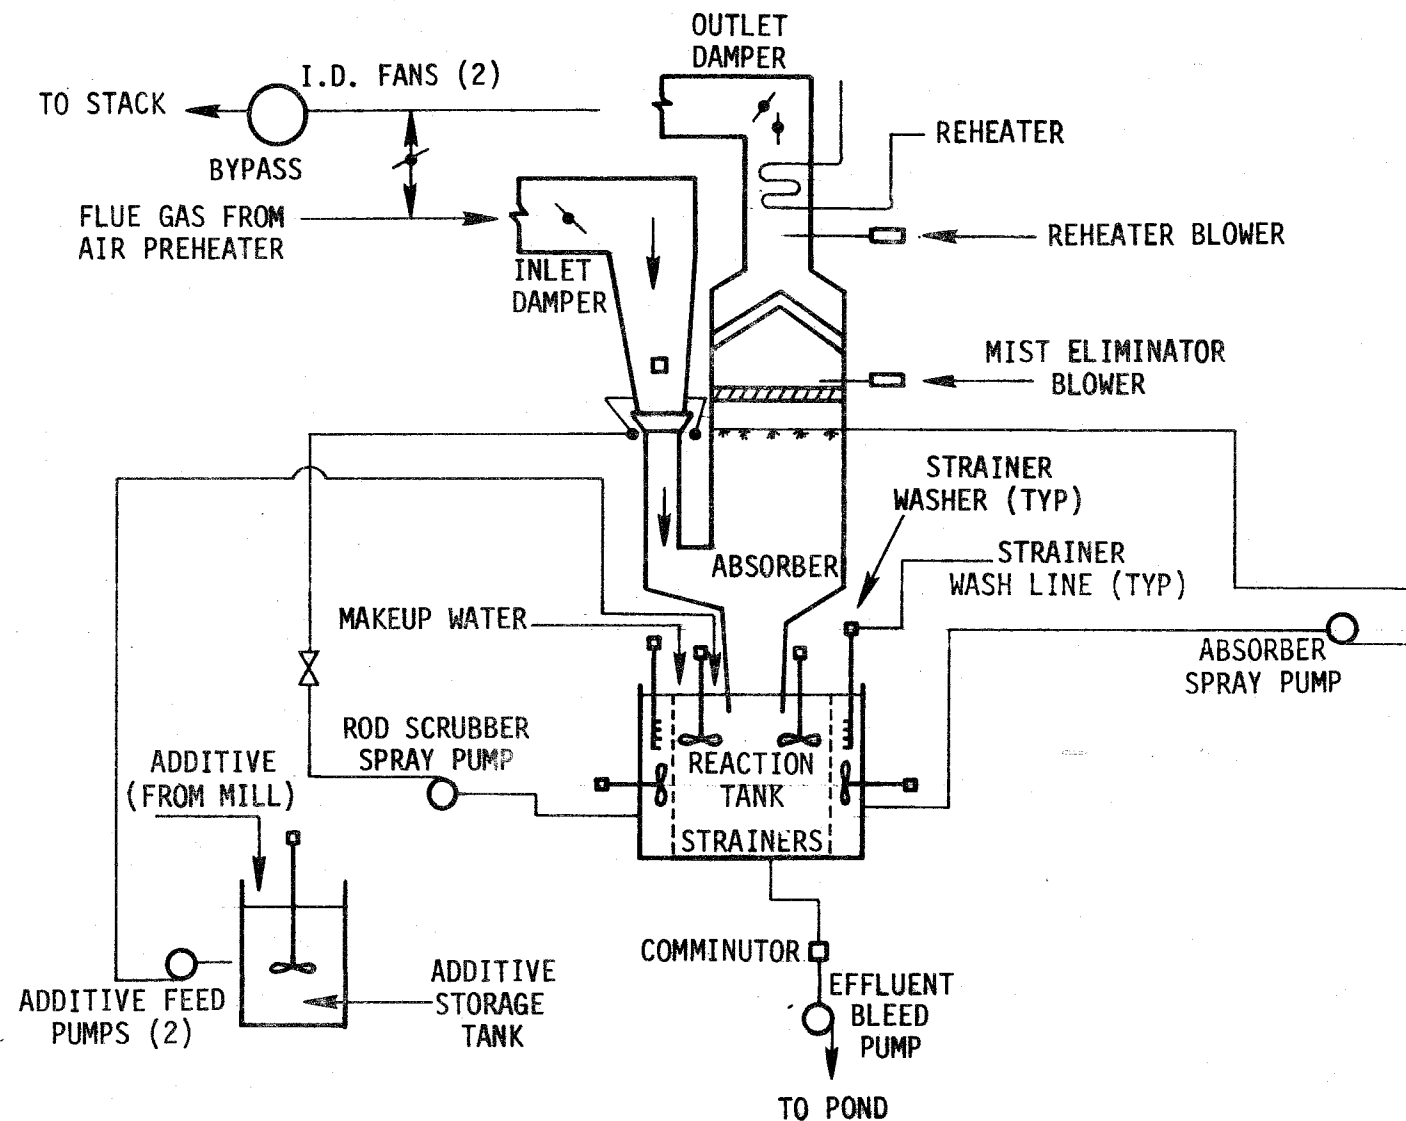 OUTLET
DAMPER
I.D. FANS (2)
TO STACK
BYPASS
REHEATER
FLUE GAS FROM
AIR PREHEATER
REHEATER BLOWER
INLET
DAMPER
MIST ELIMINATOR
BLOWER
STRAINER
WASHER (TYP)
STRAINER
WASH LINE (TYP)
ABSORBER
MAKEUP WATER
ABSORBER
SPRAY PUMP
ROD SCRUBBER
SPRAY PUMP
ADDITIVE
(FROM MILL)
REACTION
TANK
STRAINERS
COMMINUTOR
ADDITIVE
STORAGE
TANK
ADDITIVE FEED
PUMPS (2)
EFFLUENT
BLEED
PUMP
TO POND